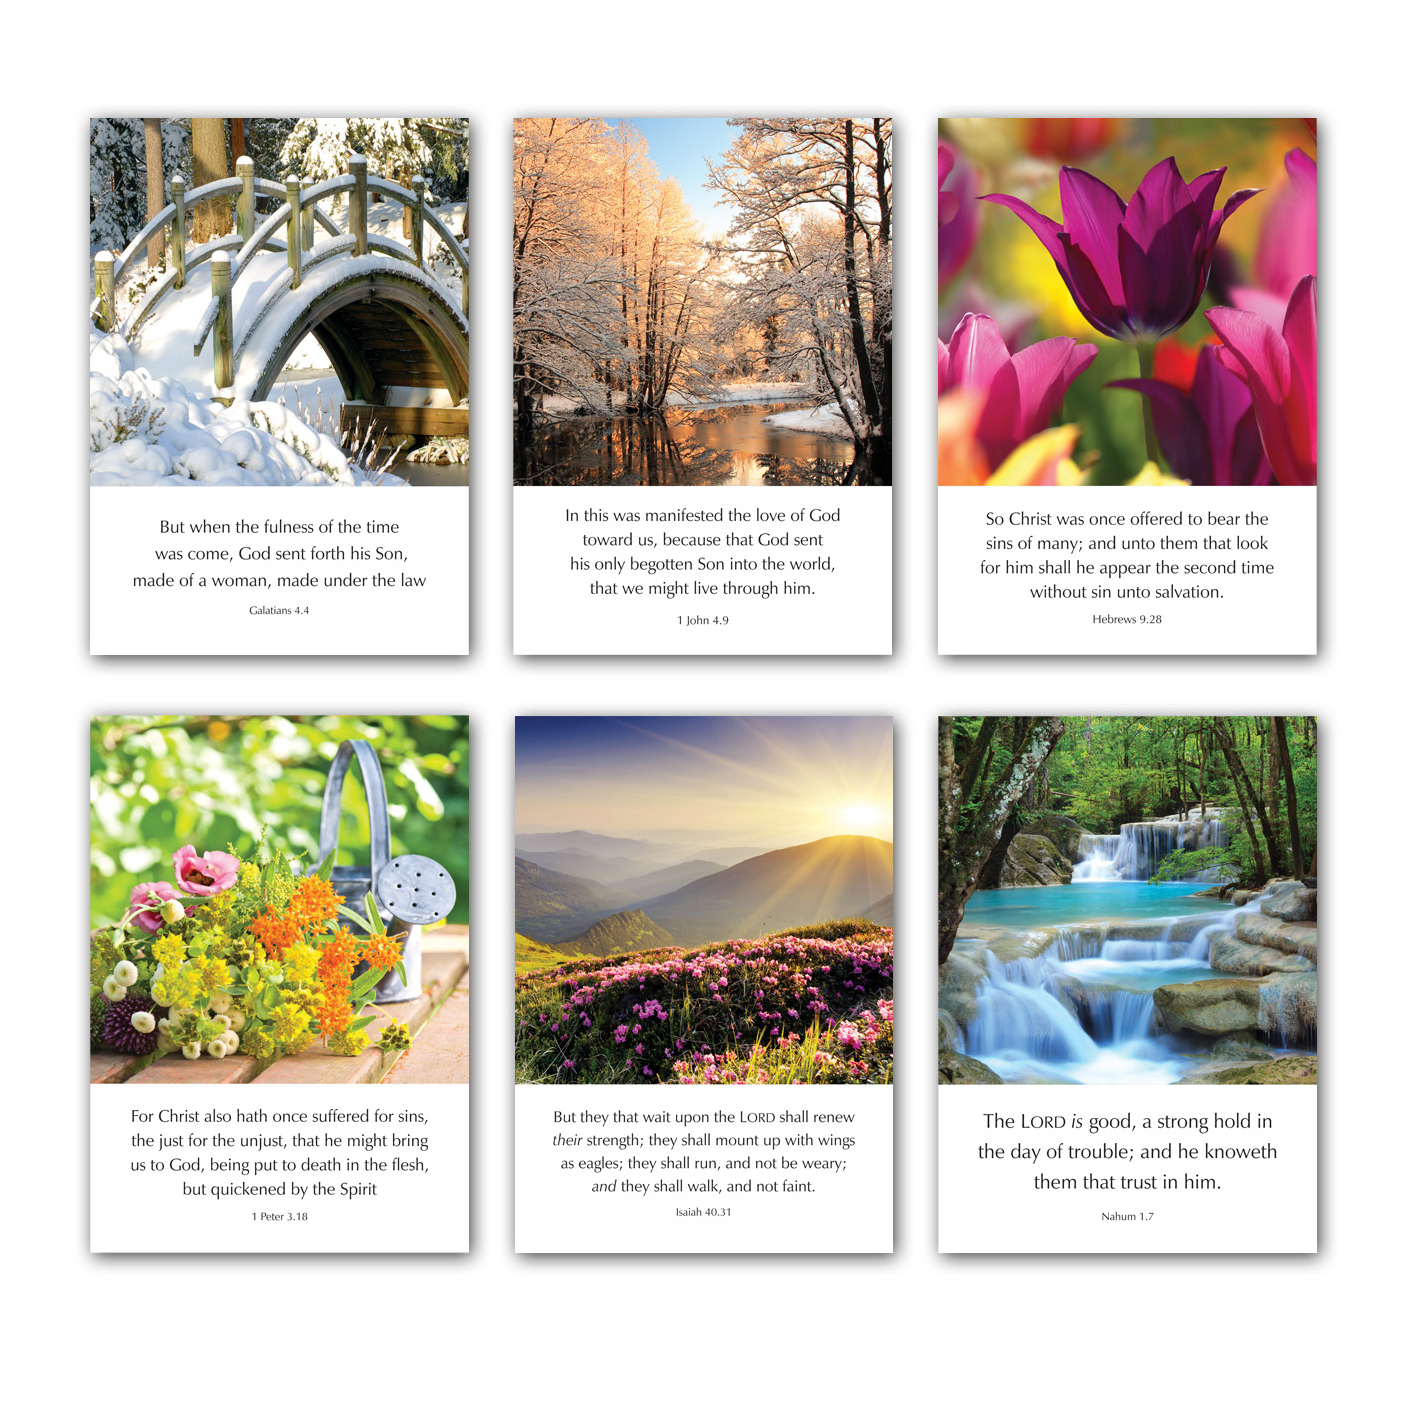 But when the fulness of the time
was come, God sent forth his Son,
made of a woman, made under the law
Galatians 4.4
In this was manifested the love of God
toward us, because that God sent
his only begotten Son into the world,
that we might live through him.
1 John 4.9
So Christ was once offered to bear the
sins of many; and unto them that look
for him shall he appear the second time
without sin unto salvation.
Hebrews 9.28
For Christ also hath once suffered for sins,
the just for the unjust, that he might bring
us to God, being put to death in the flesh,
but quickened by the Spirit
1 Peter 3.18
But they that wait upon the LORD shall renew
their strength; they shall mount up with wings
as eagles; they shall run, and not be weary;
and they shall walk, and not faint.
Isaiah 40.31
The LORD is good, a strong hold in
the day of trouble; and he knoweth
them that trust in him.
Nahum 1.7